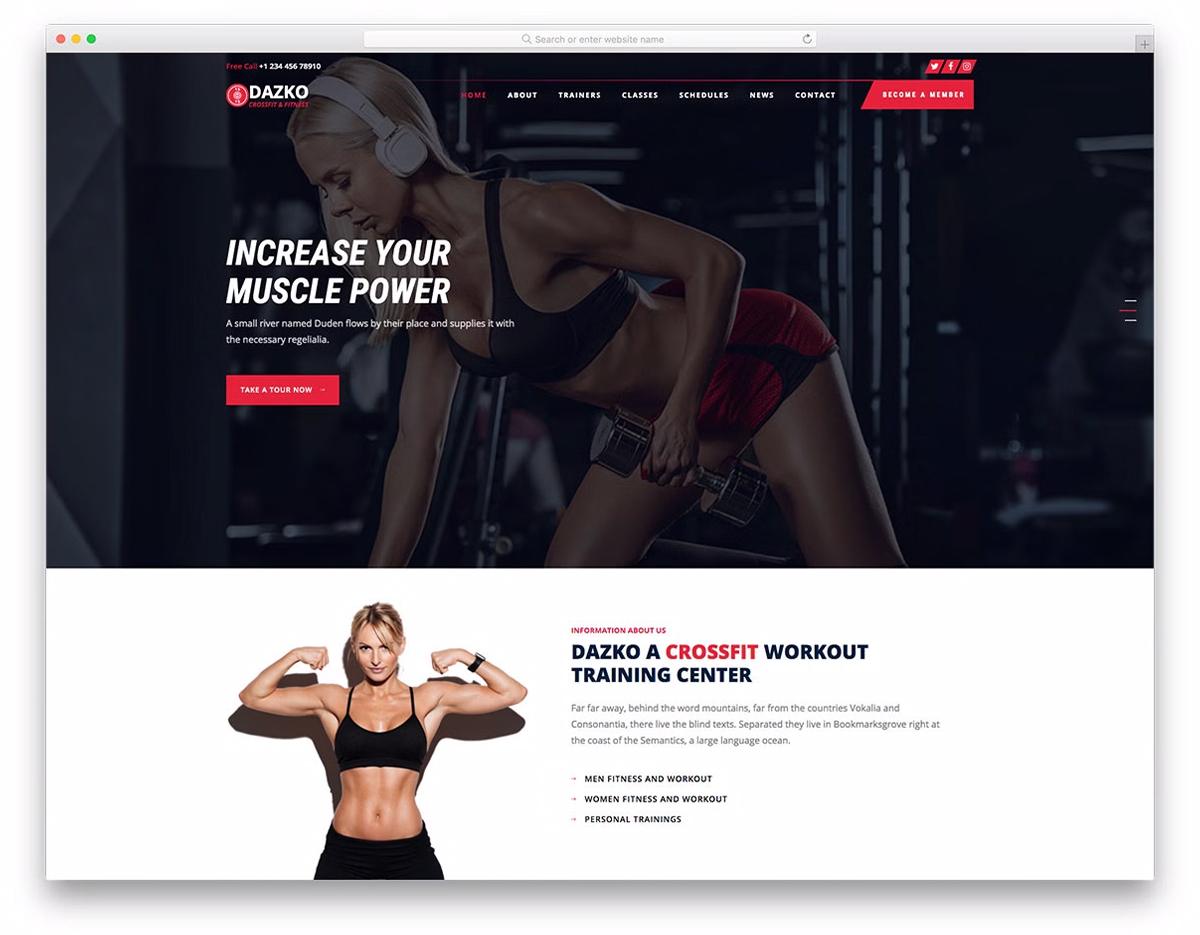 Search or enter website name
Free Call +1 234 456 78910
DAZKO
CROSSFIT & FITNESS
HOME ABOUT TRAINERS CLASSES SCHEDULES NEWS CONTACT BECOME A MEMBER
INCREASE YOUR
MUSCLE POWER
A small river named Duden flows by their place and supplies it with
the necessary regelialia.
TAKE A TOUR NOW →
INFORMATION ABOUT US
DAZKO A CROSSFIT WORKOUT
TRAINING CENTER
Far far away, behind the word mountains, far from the countries Vokalia and
Consonantia, there live the blind texts. Separated they live in Bookmarksgrove right at
the coast of the Semantics, a large language ocean.
→ MEN FITNESS AND WORKOUT
→ WOMEN FITNESS AND WORKOUT
→ PERSONAL TRAININGS